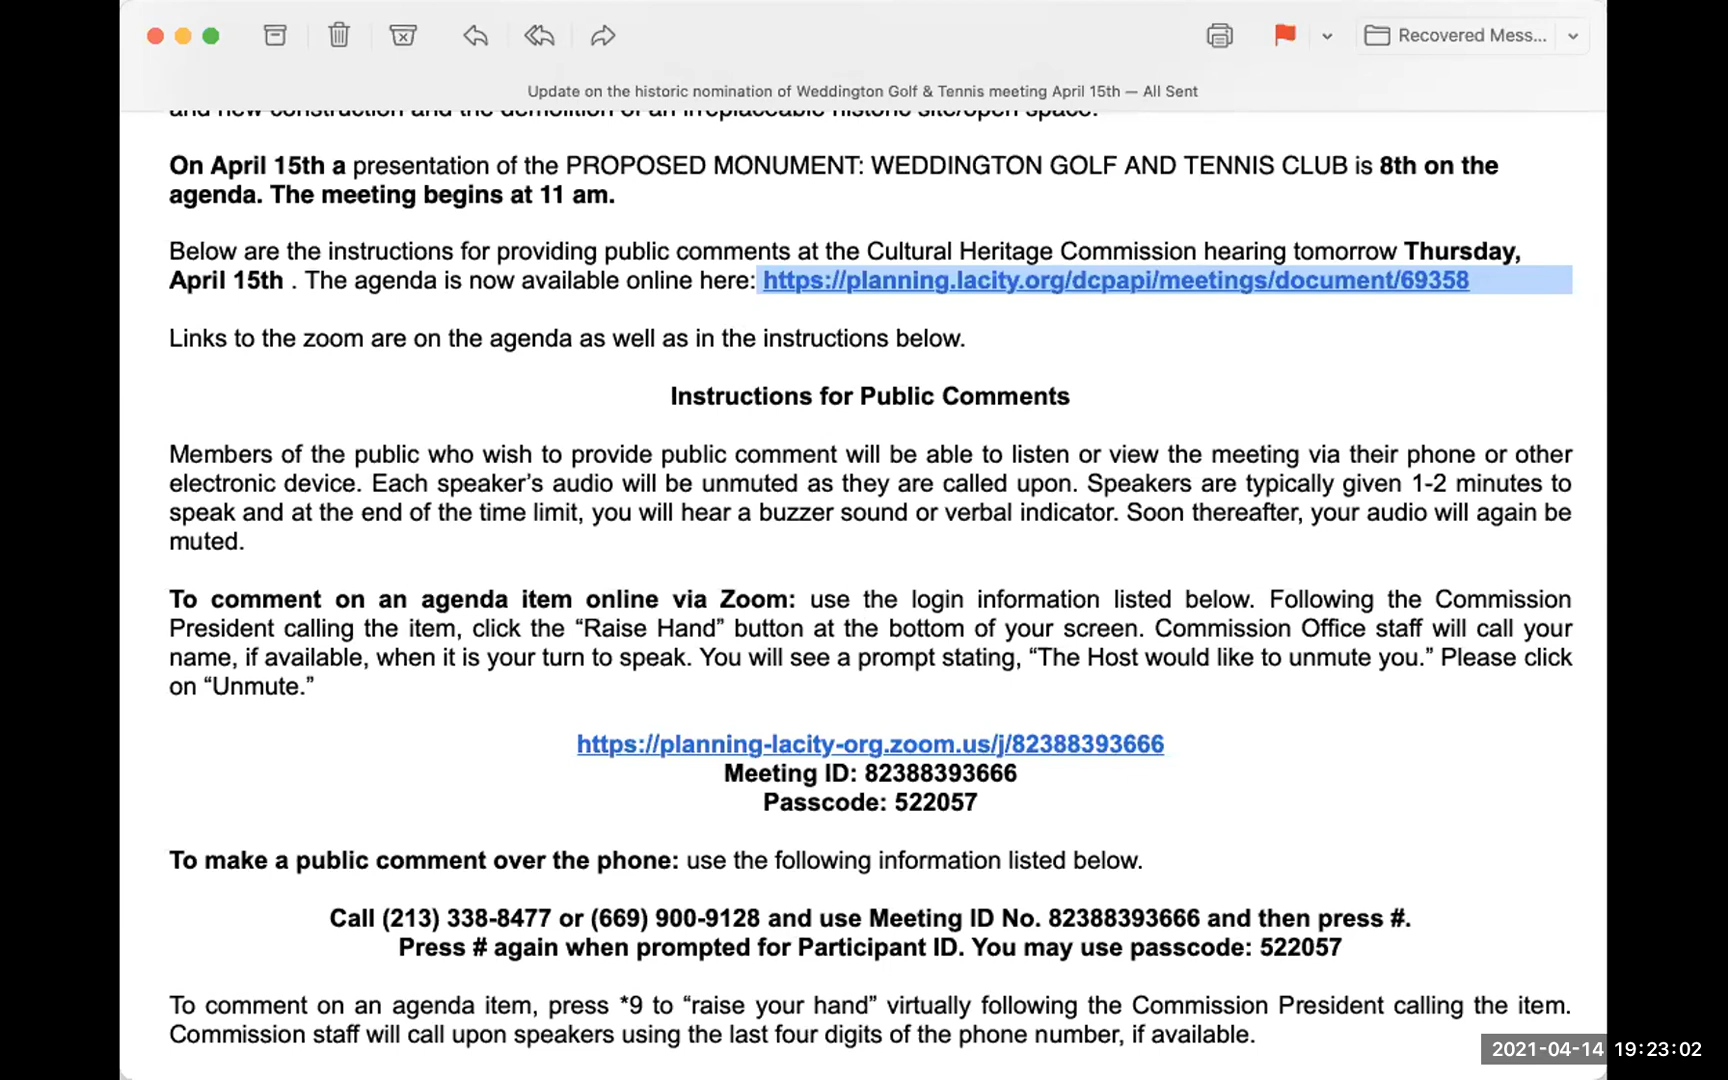 Recovered Mess...
Update on the historic nomination of Weddington Golf & Tennis meeting April 15th — All Sent
and new construction and the demolition of an irreplaceable historic site/open space.
On April 15th a presentation of the PROPOSED MONUMENT: WEDDINGTON GOLF AND TENNIS CLUB is 8th on the
agenda. The meeting begins at 11 am.
Below are the instructions for providing public comments at the Cultural Heritage Commission hearing tomorrow Thursday,
April 15th . The agenda is now available online here: https://planning.lacity.org/dcpapi/meetings/document/69358
Links to the zoom are on the agenda as well as in the instructions below.
Instructions for Public Comments
Members of the public who wish to provide public comment will be able to listen or view the meeting via their phone or other
electronic device. Each speaker’s audio will be unmuted as they are called upon. Speakers are typically given 1-2 minutes to
speak and at the end of the time limit, you will hear a buzzer sound or verbal indicator. Soon thereafter, your audio will again be
muted.
To comment on an agenda item online via Zoom: use the login information listed below. Following the Commission
President calling the item, click the “Raise Hand” button at the bottom of your screen. Commission Office staff will call your
name, if available, when it is your turn to speak. You will see a prompt stating, “The Host would like to unmute you.” Please click
on “Unmute.”
https://planning-lacity-org.zoom.us/j/82388393666
Meeting ID: 82388393666
Passcode: 522057
To make a public comment over the phone: use the following information listed below.
Call (213) 338-8477 or (669) 900-9128 and use Meeting ID No. 82388393666 and then press #.
Press # again when prompted for Participant ID. You may use passcode: 522057
To comment on an agenda item, press *9 to “raise your hand” virtually following the Commission President calling the item.
Commission staff will call upon speakers using the last four digits of the phone number, if available.
2021-04-14 19:23:02